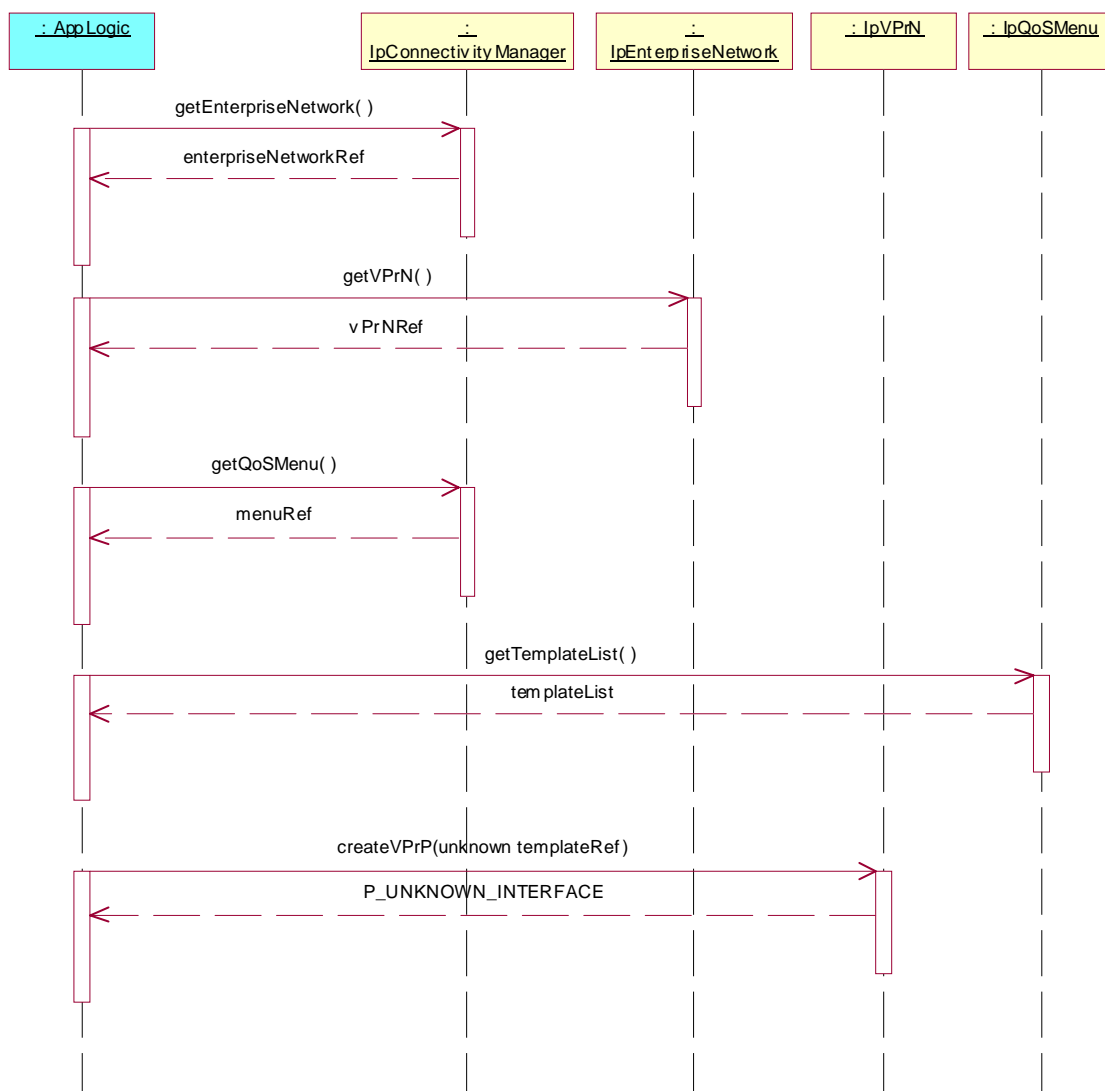 : AppLogic
:
IpConnectivityManager
:
IpEnterpriseNetwork
: IpVPrN
: IpQoSMenu
getEnterpriseNetwork( )
enterpriseNetworkRef
getVPrN( )
vPrNRef
getQoSMenu( )
menuRef
getTemplateList( )
templateList
createVPrP(unknown templateRef)
P_UNKNOWN_INTERFACE